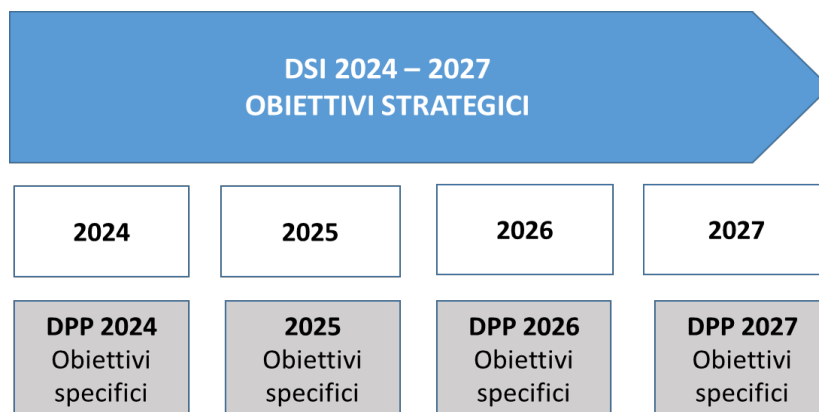 DSI 2024 – 2027
OBIETTIVI STRATEGICI
2024
2025
2026
2027
DPP 2024
Obiettivi
specifici
2025
Obiettivi
specifici
DPP 2026
Obiettivi
specifici
DPP 2027
Obiettivi
specifici